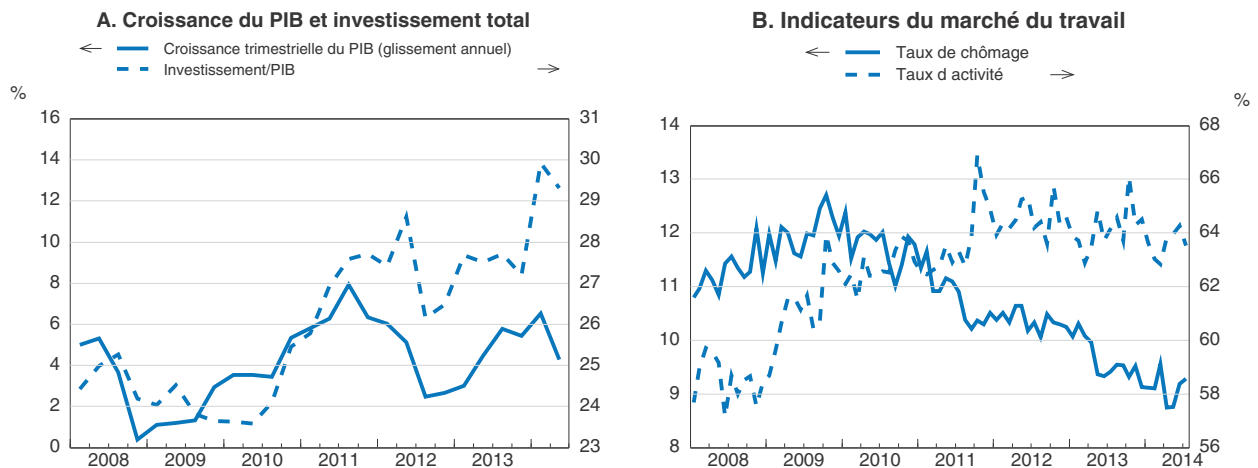 A. Croissance du PIB et investissement total
Croissance trimestrielle du PIB (glissement annuel)
Investissement/PIB
%
16 31
14 30
12 29
10 28
8 27
6 26
4 25
2 24
0 23
2008 2009 2010 2011 2012 2013
B. Indicateurs du marché du travail
Taux de chômage
Taux d activité
%
14 68
13 66
12 64
11 62
10 60
9 58
8 56
2008 2009 2010 2011 2012 2013 2014